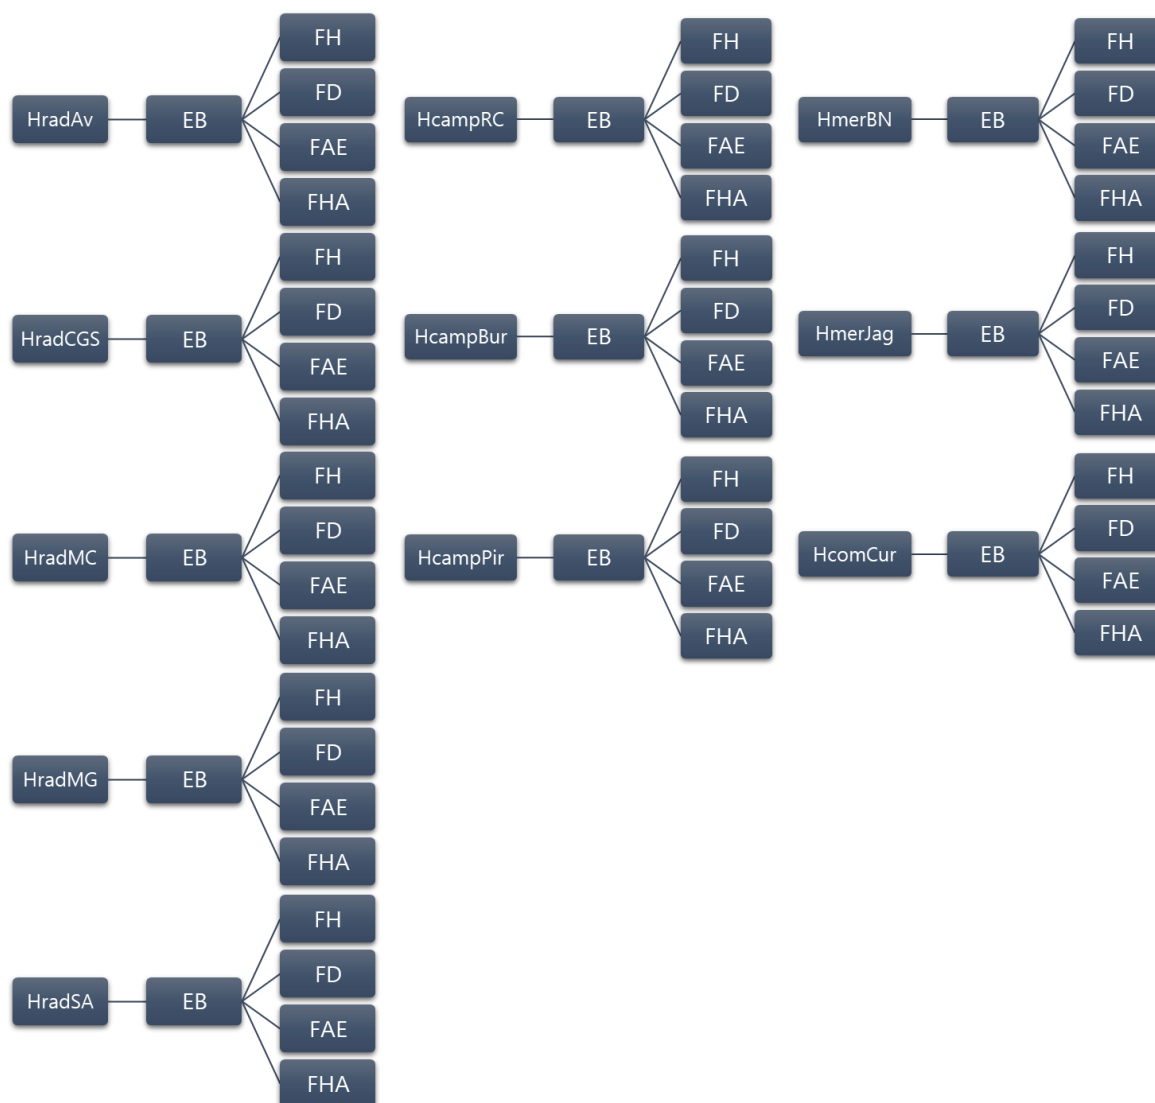 HradAv
EB
FH
FD
FAE
FHA
HradCGS
EB
FH
FD
FAE
FHA
HradMC
EB
FH
FD
FAE
FHA
HradMG
EB
FH
FD
FAE
FHA
HradSA
EB
FH
FD
FAE
FHA
HcampRC
EB
FH
FD
FAE
FHA
HcampBur
EB
FH
FD
FAE
FHA
HcampPir
EB
FH
FD
FAE
FHA
HmerBN
EB
FH
FD
FAE
FHA
HmerJag
EB
FH
FD
FAE
FHA
HcomCur
EB
FH
FD
FAE
FHA